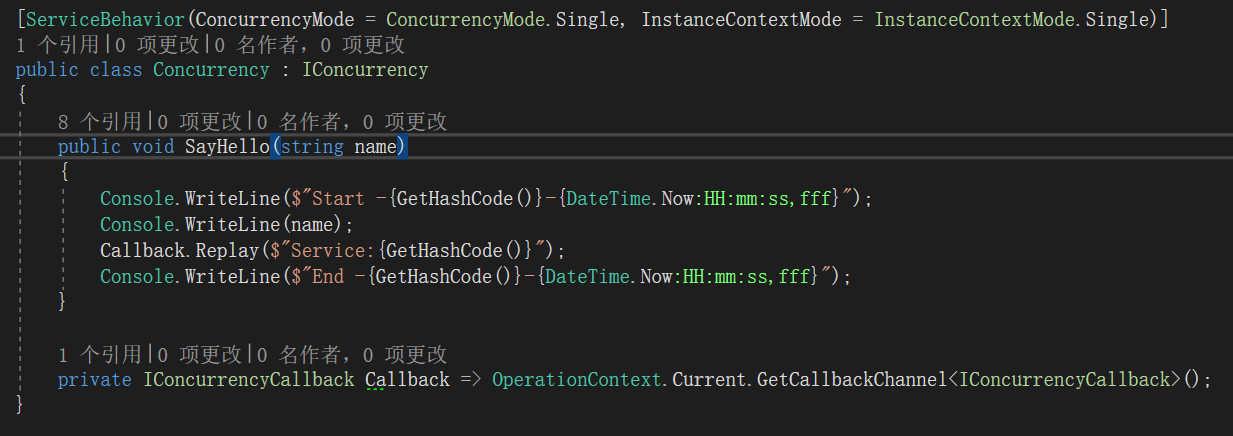 [ServiceBehavior(ConcurrencyMode = ConcurrencyMode.Single, InstanceContextMode = InstanceContextMode.Single)]
1 个引用|0 项更改|0 名作者，0 项更改
public class Concurrency : IConcurrency
{
8 个引用|0 项更改|0 名作者，0 项更改
public void SayHello(string name)
{
Console.WriteLine($"Start -{GetHashCode()}-{DateTime.Now:HH:mm:ss,fff}");
Console.WriteLine(name);
Callback.Replay($"Service:{GetHashCode()}");
Console.WriteLine($"End -{GetHashCode()}-{DateTime.Now:HH:mm:ss,fff}");
}
1 个引用|0 项更改|0 名作者，0 项更改
private IConcurrencyCallback Callback => OperationContext.Current.GetCallbackChannel<IConcurrencyCallback>();
}